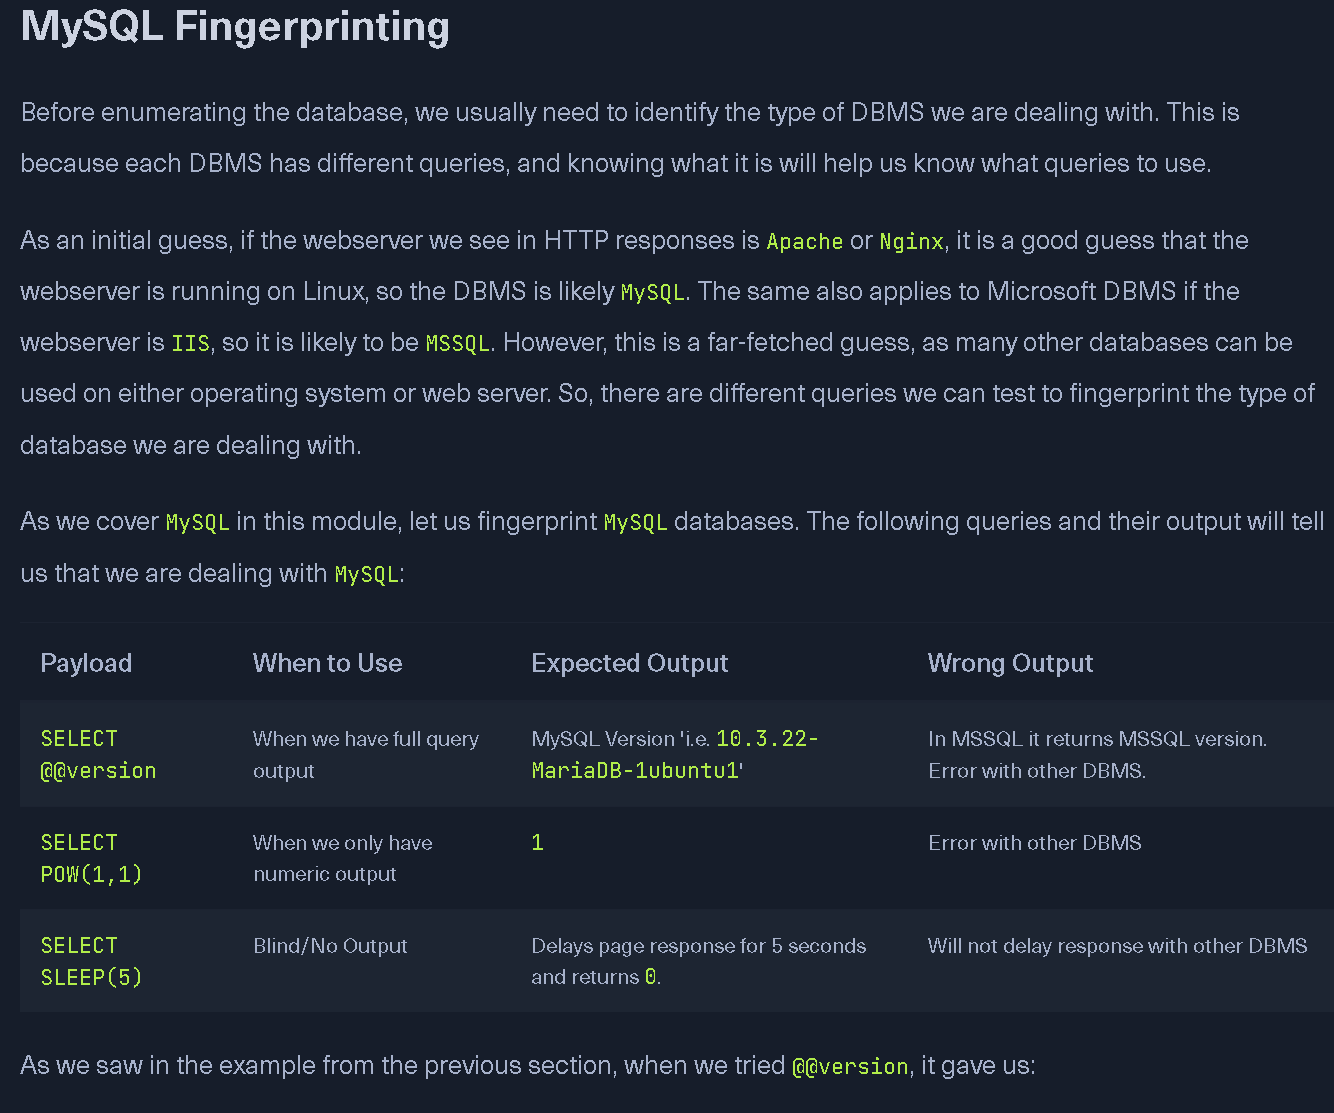 MySQL Fingerprinting
Before enumerating the database, we usually need to identify the type of DBMS we are dealing with. This is
because each DBMS has different queries, and knowing what it is will help us know what queries to use.
As an initial guess, if the webserver we see in HTTP responses is Apache or Nginx, it is a good guess that the
webserver is running on Linux, so the DBMS is likely MySQL. The same also applies to Microsoft DBMS if the
webserver is IIS, so it is likely to be MSSQL. However, this is a far-fetched guess, as many other databases can be
used on either operating system or web server. So, there are different queries we can test to fingerprint the type of
database we are dealing with.
As we cover MySQL in this module, let us fingerprint MySQL databases. The following queries and their output will tell
us that we are dealing with MySQL:
Payload When to Use Expected Output Wrong Output
SELECT When we have full query MySQL Version 'i.e. 10.3.22- In MSSQL it returns MSSQL version.
@@version output MariaDB-1ubuntu1' Error with other DBMS.
SELECT When we only have 1 Error with other DBMS
POW(1,1) numeric output
SELECT Blind/No Output Delays page response for 5 seconds Will not delay response with other DBMS
SLEEP(5) and returns 0.
As we saw in the example from the previous section, when we tried @@version, it gave us: